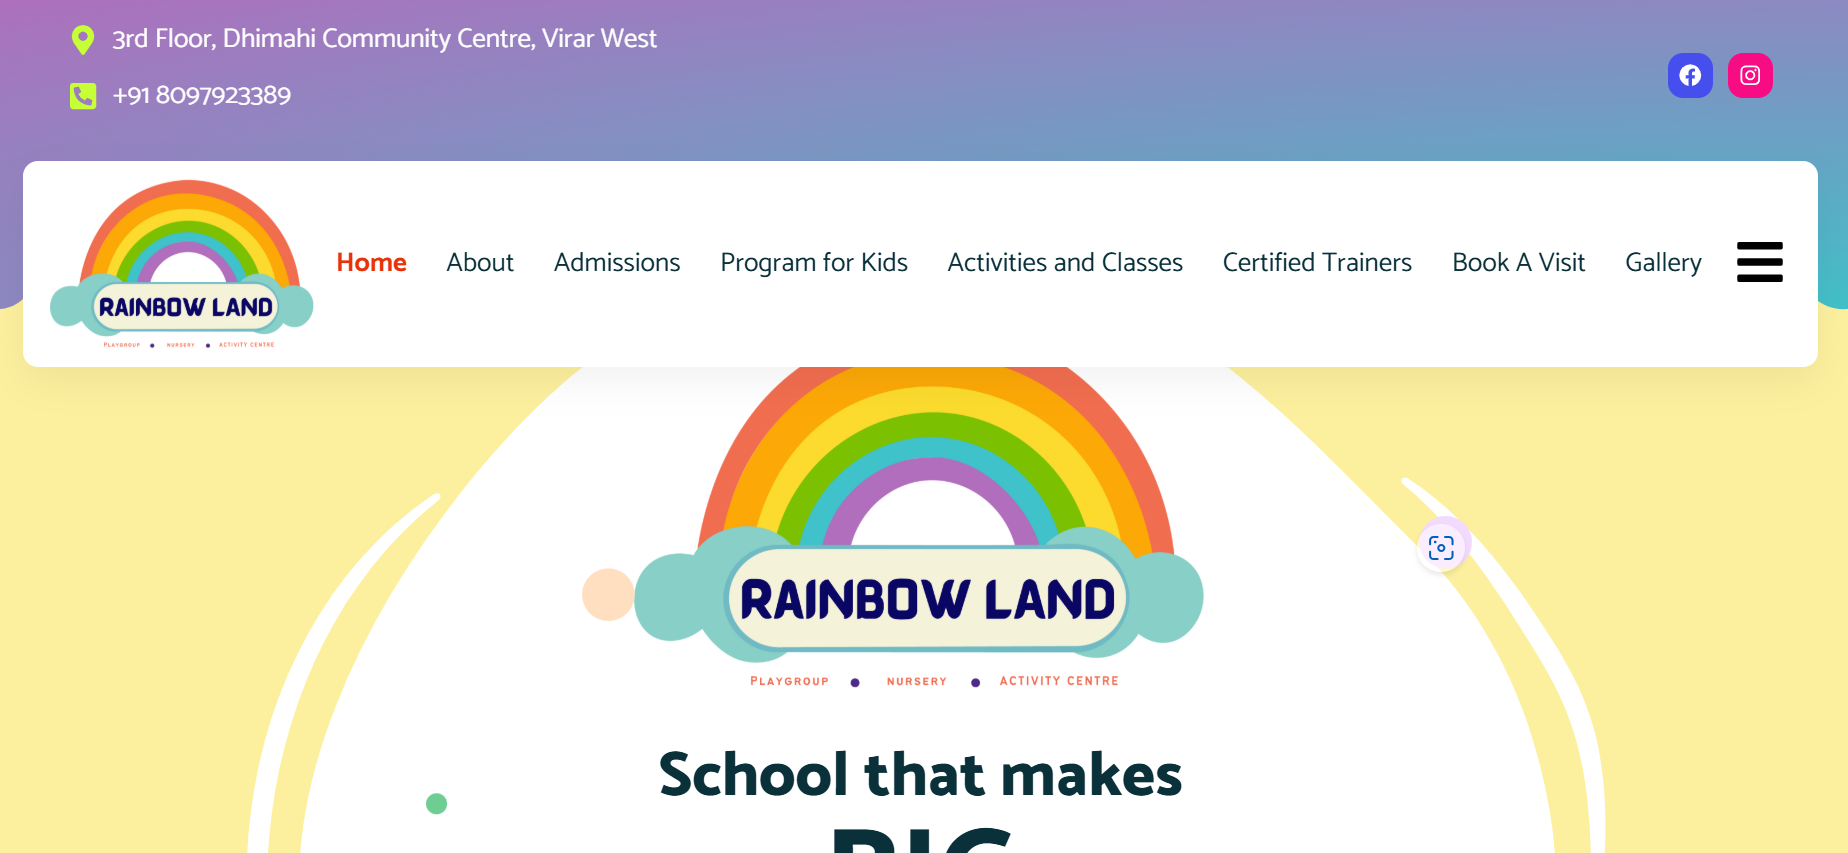 3rd Floor, Dhimahi Community Centre, Virar West
+91 8097923389
RAINBOW LAND
PLAYGROUP • NURSERY • ACTIVITY CENTRE
Home About Admissions Program for Kids Activities and Classes Certified Trainers Book A Visit Gallery
RAINBOW LAND
PLAYGROUP • NURSERY • ACTIVITY CENTRE
School that makes
BIG